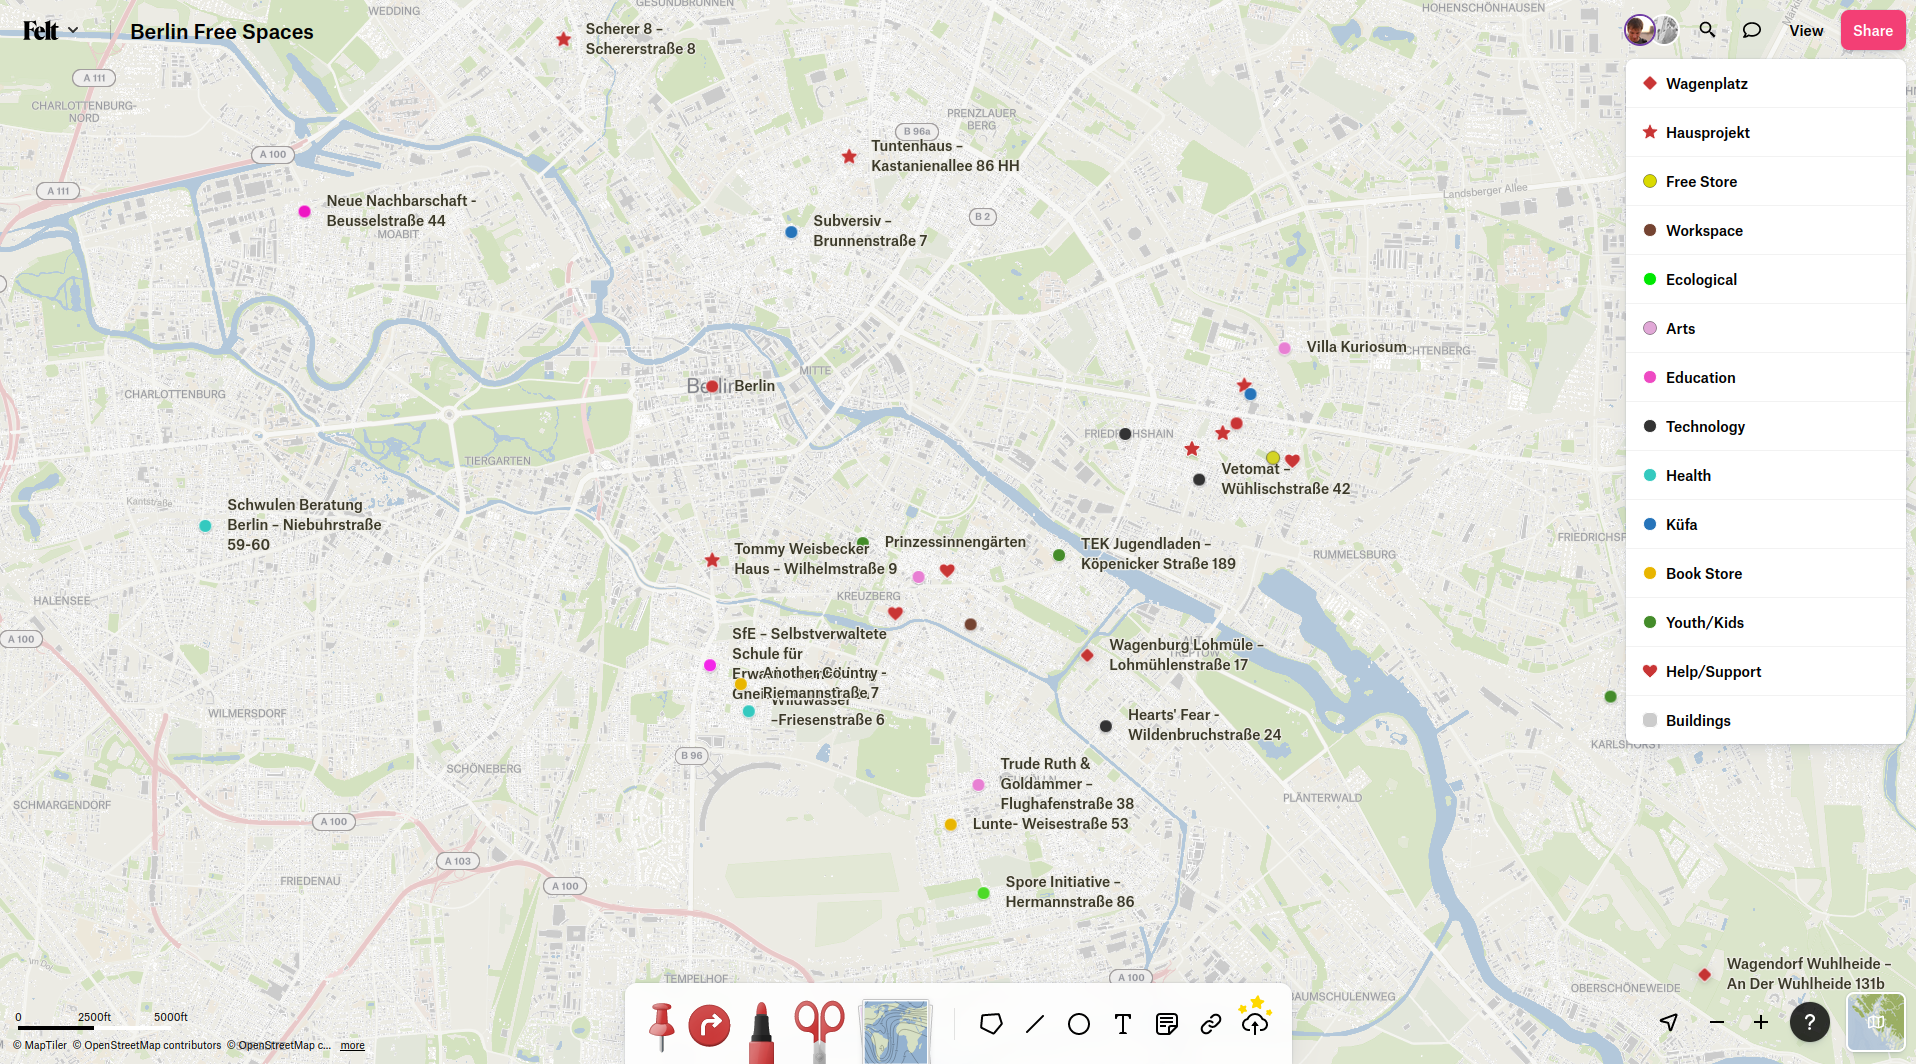 Felt
Berlin Free Spaces
View
Share
WEDDING
GESUNDBRUNNEN
HOHENSCHÖNHAUSEN
Scherer 8 –
Schererstraße 8
A 111
CHARLOTTENBURG-
NORD
A 100
A 111
PRENZLAUER
BERG
B 96a
Tuntenhaus –
Kastanienallee 86 HH
Landsberger Allee
Neue Nachbarschaft -
Beusselstraße 44
MOABIT
B 2
Subversiv –
Brunnenstraße 7
Villa Kuriosum
Berlin
Berlin
MITTE
CHARLOTTENBURG
TIERGARTEN
FRIEDRICHSHAIN
Vetomat –
Wühlischstraße 42
Kantstraße
Schwulen Beratung
Berlin – Niebuhrstraße
59-60
Tommy Weisbecker
Haus – Wilhelmstraße 9
Prinzessinnengärten
TEK Jugendladen –
Köpenicker Straße 189
RUMMELSBURG
KREUZBERG
HALENSEE
A 100
SfE – Selbstverwaltete
Schule für
Another Country -
Riemannstraße 7
Wildwasser
–Friesenstraße 6
Wagenburg Lohmüle –
Lohmühlenstraße 17
Hearts' Fear -
Wildenbruchstraße 24
WILMERSDORF
B 96
SCHÖNEBERG
KARLSHORST
SCHMARGENDORF
A 100
Trude Ruth &
Goldammer –
Flughafenstraße 38
Lunte- Weisestraße 53
PLÄNTERWALD
A 103
FRIEDENAU
A 100
Spore Initiative –
Hermannstraße 86
TEMPELHOF
A 100
BAUMSCHULENWEG
OBERSCHÖNEWEIDE
Wagendorf Wuhlheide –
An Der Wuhlheide 131b
Wagenplatz
Hausprojekt
Free Store
Workspace
Ecological
Arts
Education
Technology
Health
Küfa
Book Store
Youth/Kids
Help/Support
Buildings
0 2500ft 5000ft
© MapTiler © OpenStreetMap contributors © OpenStreetMap c... more
T
?